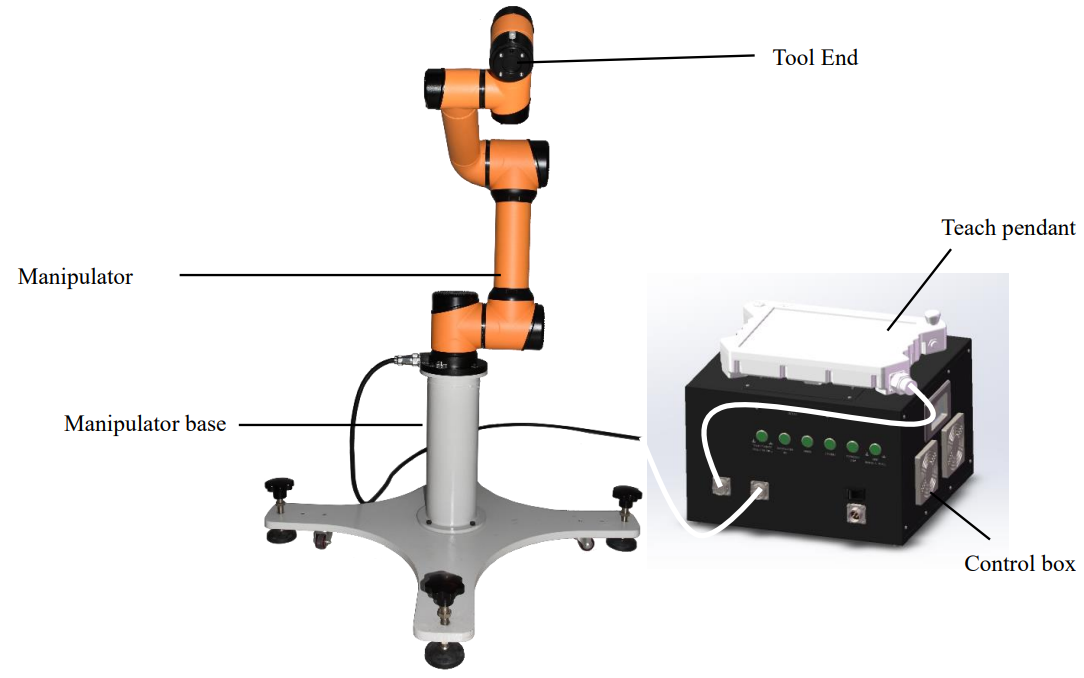 Tool End
Teach pendant
Manipulator
Manipulator base
Control box